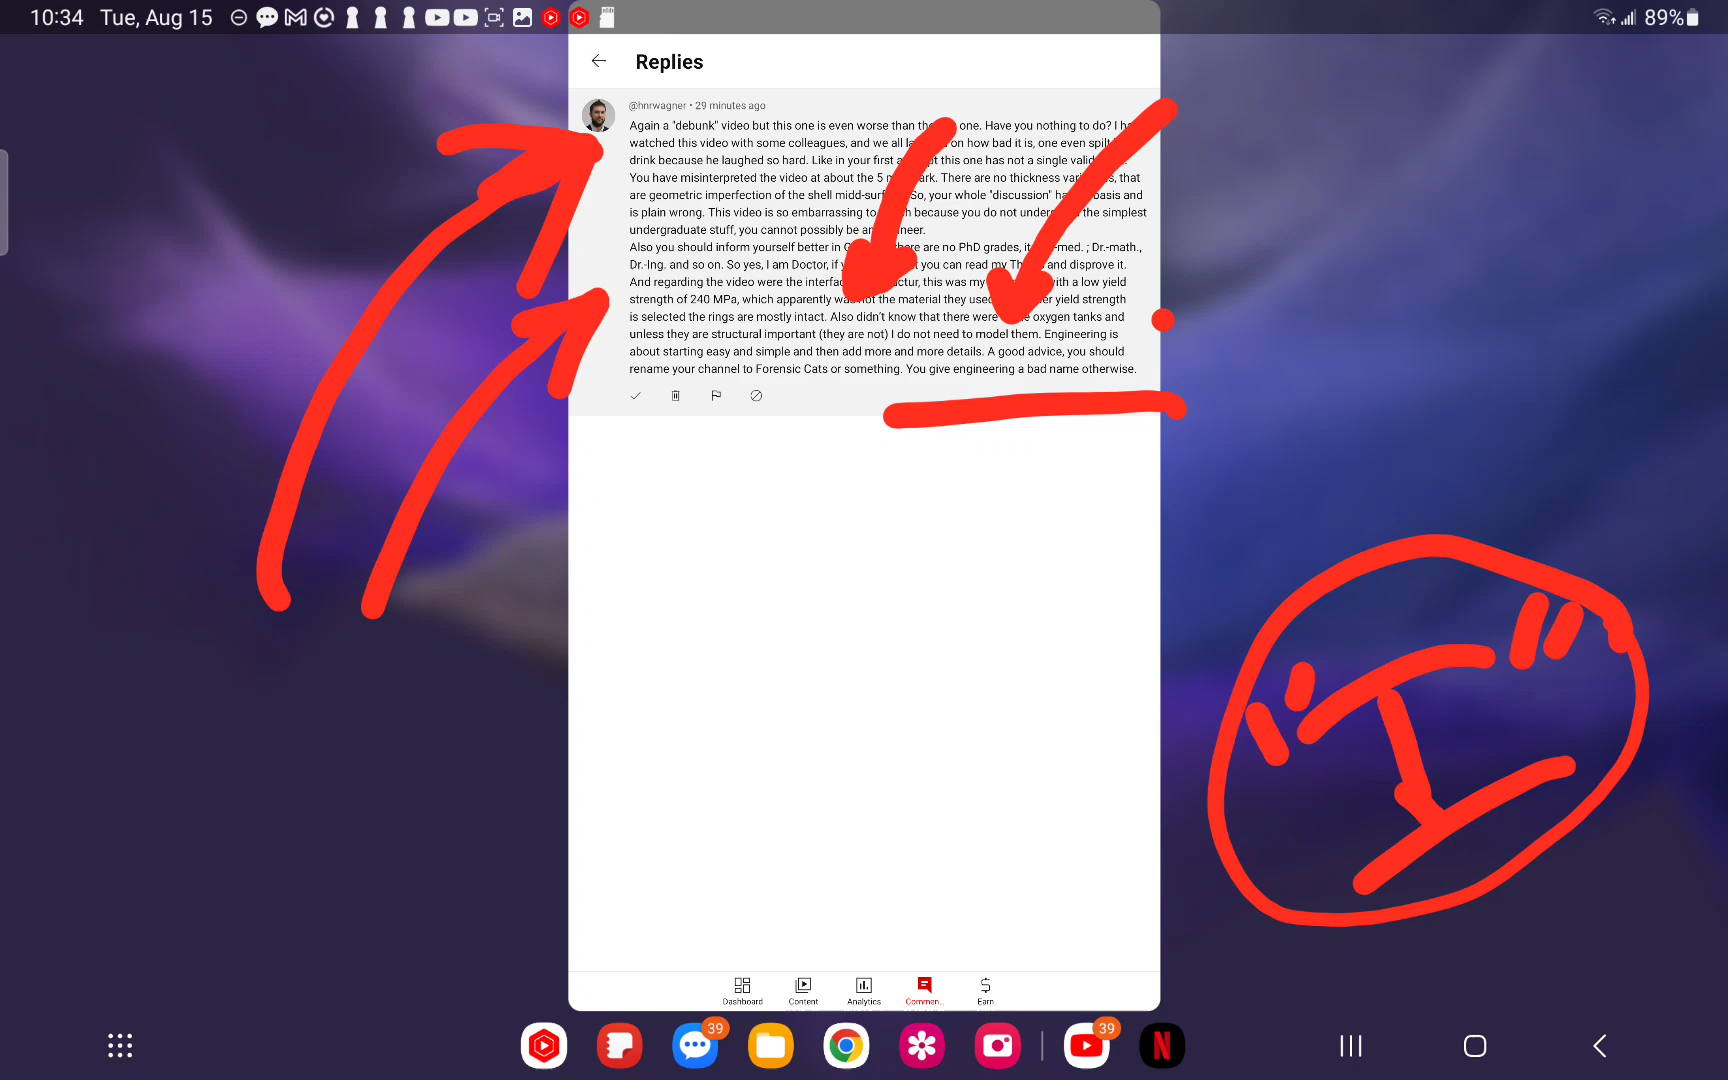 10:34 Tue, Aug 15
89%
Replies
@hnrwagner • 29 minutes ago
Again a "debunk" video but this one is even worse than the one. Have you nothing to do? I
watched this video with some colleagues, and we all on how bad it is, one even spilt
drink because he laughed so hard. Like in your first this one has not a single valid
You have misinterpreted the video at about the 5 There are no thickness that
are geometric imperfection of the shell midd-surf So, your whole "discussion" basis and
is plain wrong. This video is so embarrassing to because you do not the simplest
undergraduate stuff, you cannot possibly be an
Also you should inform yourself better in there are no PhD grades, ; Dr.-math.,
Dr.-Ing. and so on. So yes, I am Doctor, if you can read my and disprove it.
And regarding the video were the this was my with a low yield
strength of 240 MPa, which apparently was not the material they used yield strength
is selected the rings are mostly intact. Also didn't know that there were oxygen tanks and
unless they are structural important (they are not) I do not need to model them. Engineering is
about starting easy and simple and then add more and more details. A good advice, you should
rename your channel to Forensic Cats or something. You give engineering a bad name otherwise.
Dashboard Content Analytics Commen... Earn
39 39
N